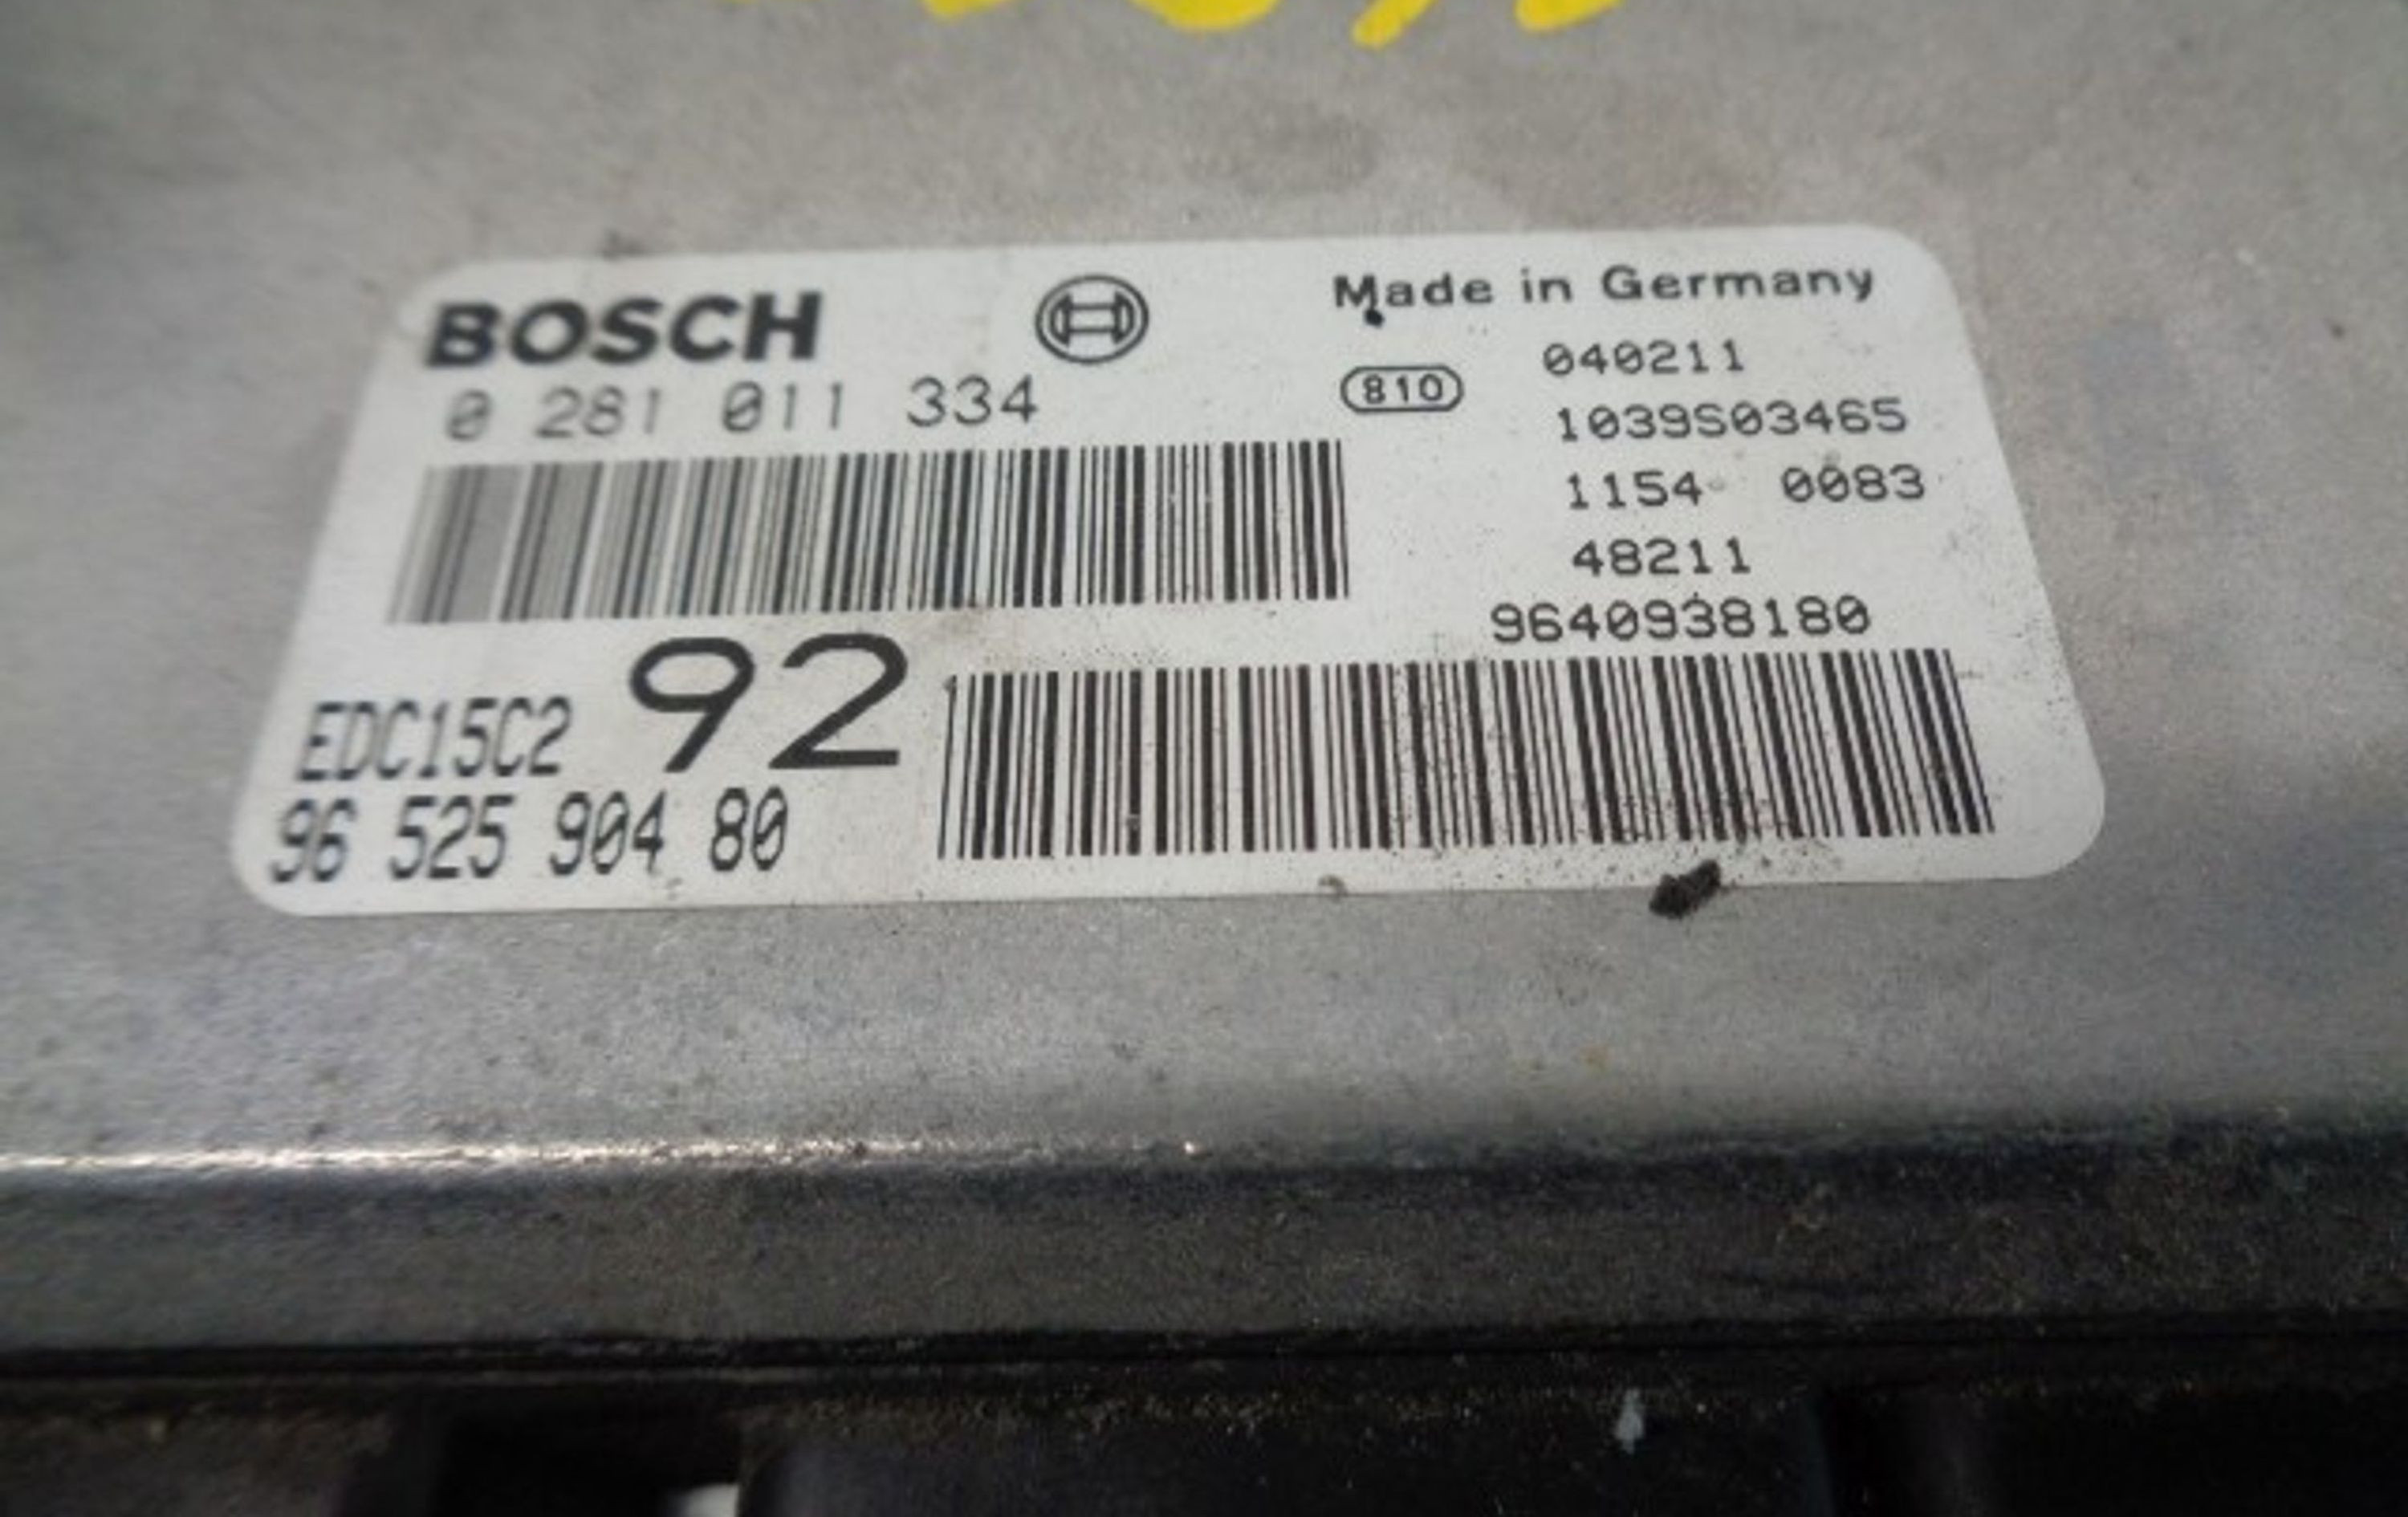 BOSCH
0 281 011 334
Made in Germany
810
040211
1039S03465
1154 0083
48211
9640938180
EDC15C2 92
96 525 904 80